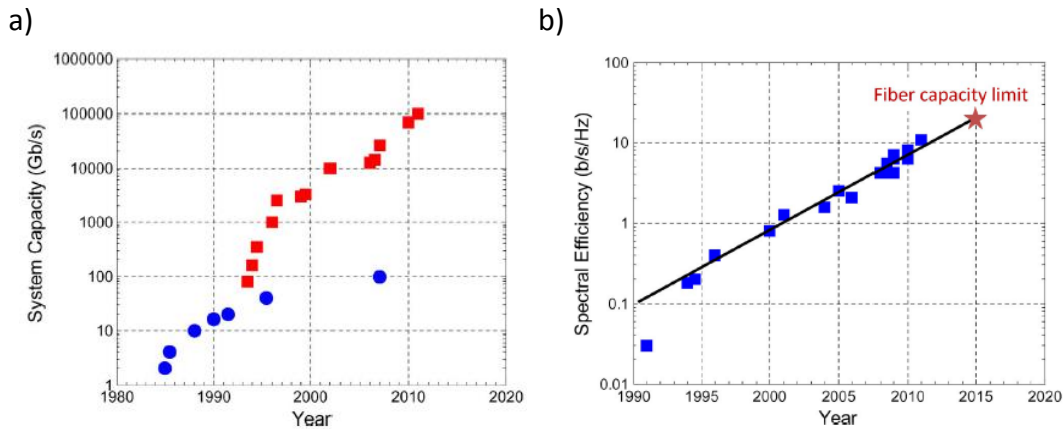 a)
1000000
100000
10000
1000
100
10
1
System Capacity (Gb/s)
1980 1990 2000 2010 2020
Year
b)
100
10
1
0.1
0.01
Spectral Efficiency (b/s/Hz)
Fiber capacity limit
1990 1995 2000 2005 2010 2015 2020
Year